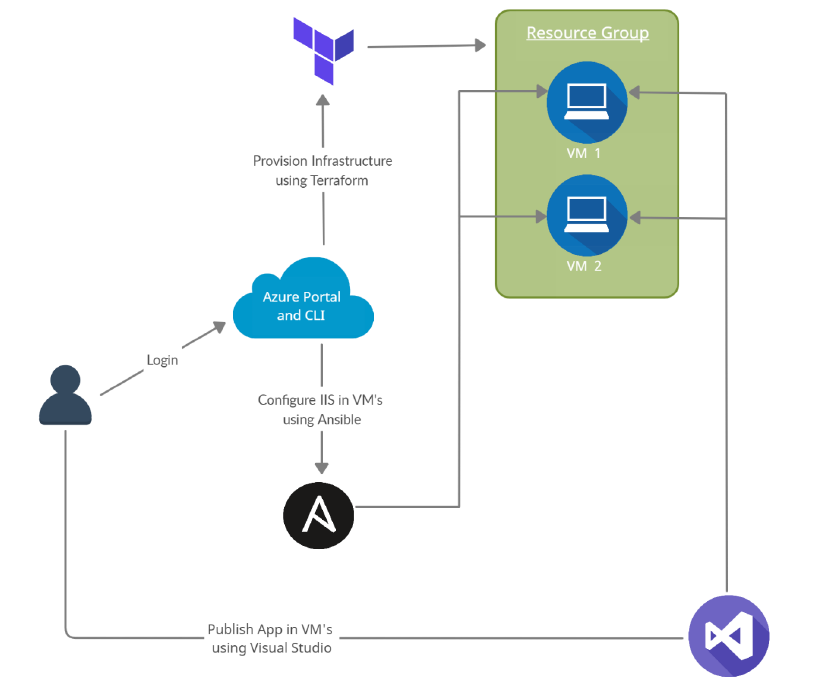 Resource Group
VM 1
Provision Infrastructure
using Terraform
VM 2
Azure Portal
and CLI
Login
Configure IIS in VM's
using Ansible
Publish App in VM's
using Visual Studio